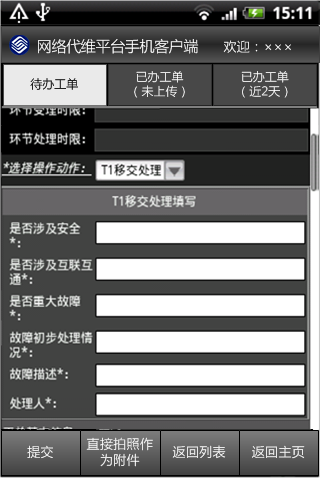 15:11
网络代维平台手机客户端 欢迎：×××
待办工单
已办工单
（未上传）
已办工单
（近2天）
环节受理时限:
环节处理时限:
*选择操作动作: T1移交处理
T1移交处理填写
是否涉及安全
*:
是否涉及互联互
通*:
是否重大故障
*:
故障初步处理情
况*:
故障描述*:
处理人*:
提交
直接拍照作
为附件
返回列表
返回主页